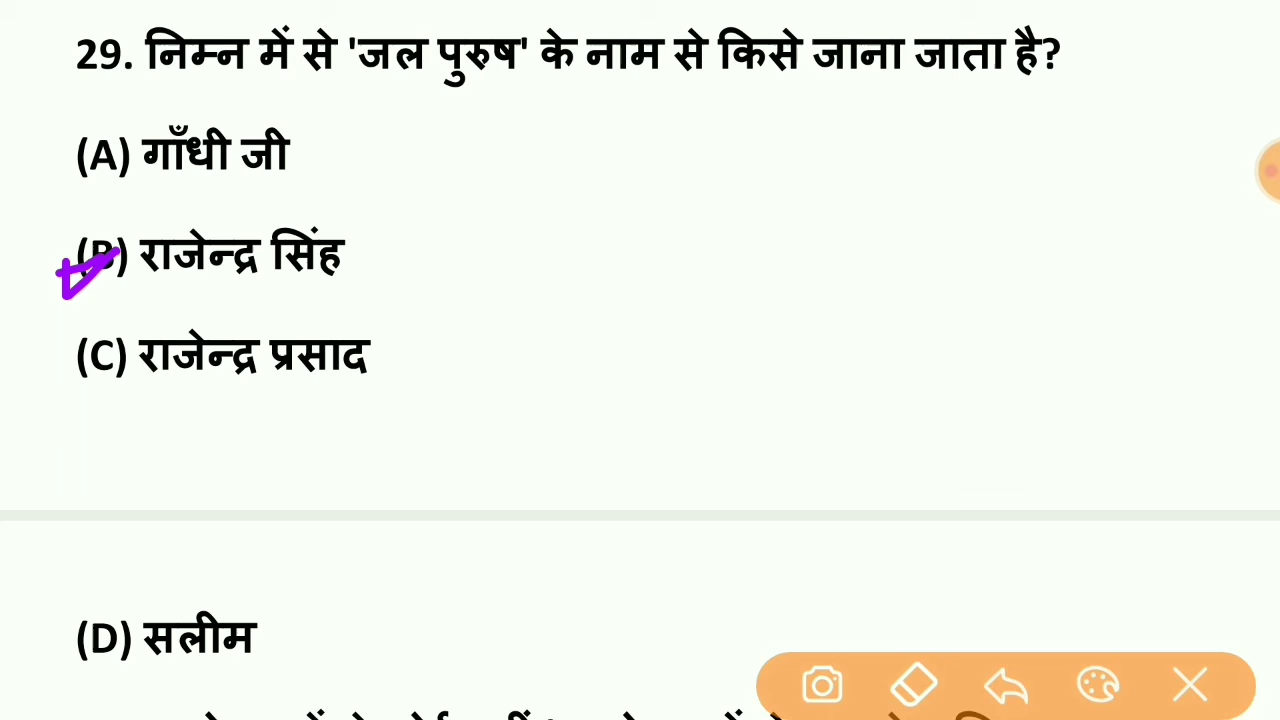 29. निम्न में से 'जल पुरुष' के नाम से किसे जाना जाता है?
(A) गाँधी जी
(B) राजेन्द्र सिंह
(C) राजेन्द्र प्रसाद
(D) सलीम